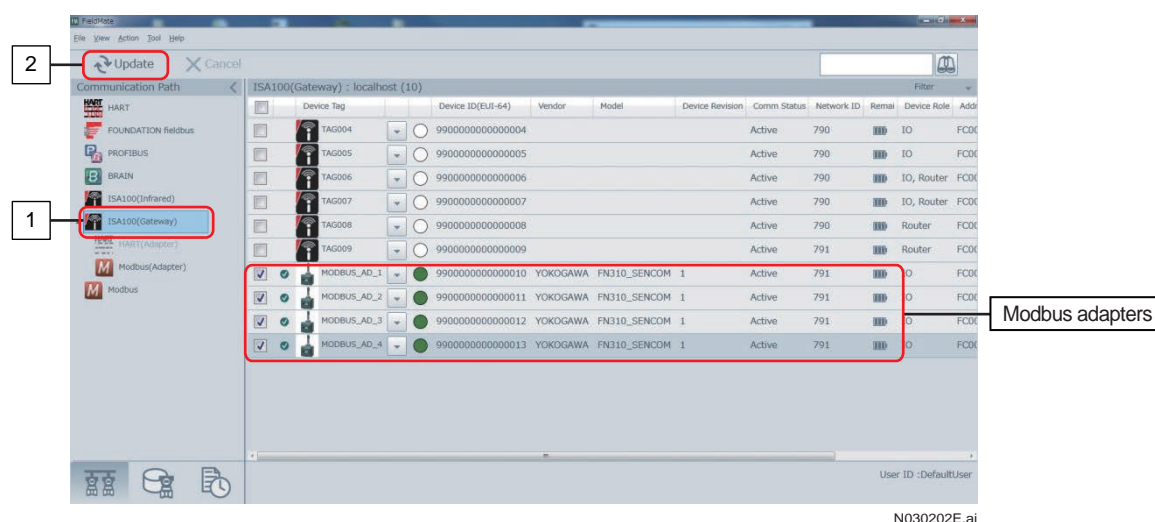 FieldMate
File View Action Tool Help
2
Update Cancel
Communication Path
ISA100(Gateway) : localhost (10)
Filter
HART
FOUNDATION fieldbus
PROFIBUS
BRAIN
ISA100(Infrared)
1
ISA100(Gateway)
HART(Adapter)
Modbus(Adapter)
Modbus
Device Tag Device ID(EUI-64) Vendor Model Device Revision Comm Status Network ID Remai Device Role Addr
TAG004 9900000000000004 Active 790 IO FC00
TAG005 9900000000000005 Active 790 IO FC00
TAG006 9900000000000006 Active 790 IO, Router FC00
TAG007 9900000000000007 Active 790 IO, Router FC00
TAG008 9900000000000008 Active 790 Router FC00
TAG009 9900000000000009 Active 791 Router FC00
MODBUS_AD_1 9900000000000010 YOKOGAWA FN310_SENCOM 1 Active 791 IO FC00
MODBUS_AD_2 9900000000000011 YOKOGAWA FN310_SENCOM 1 Active 791 IO FC00
MODBUS_AD_3 9900000000000012 YOKOGAWA FN310_SENCOM 1 Active 791 IO FC00
MODBUS_AD_4 9900000000000013 YOKOGAWA FN310_SENCOM 1 Active 791 IO FC00
Modbus adapters
User ID :DefaultUser
N030202E.ai